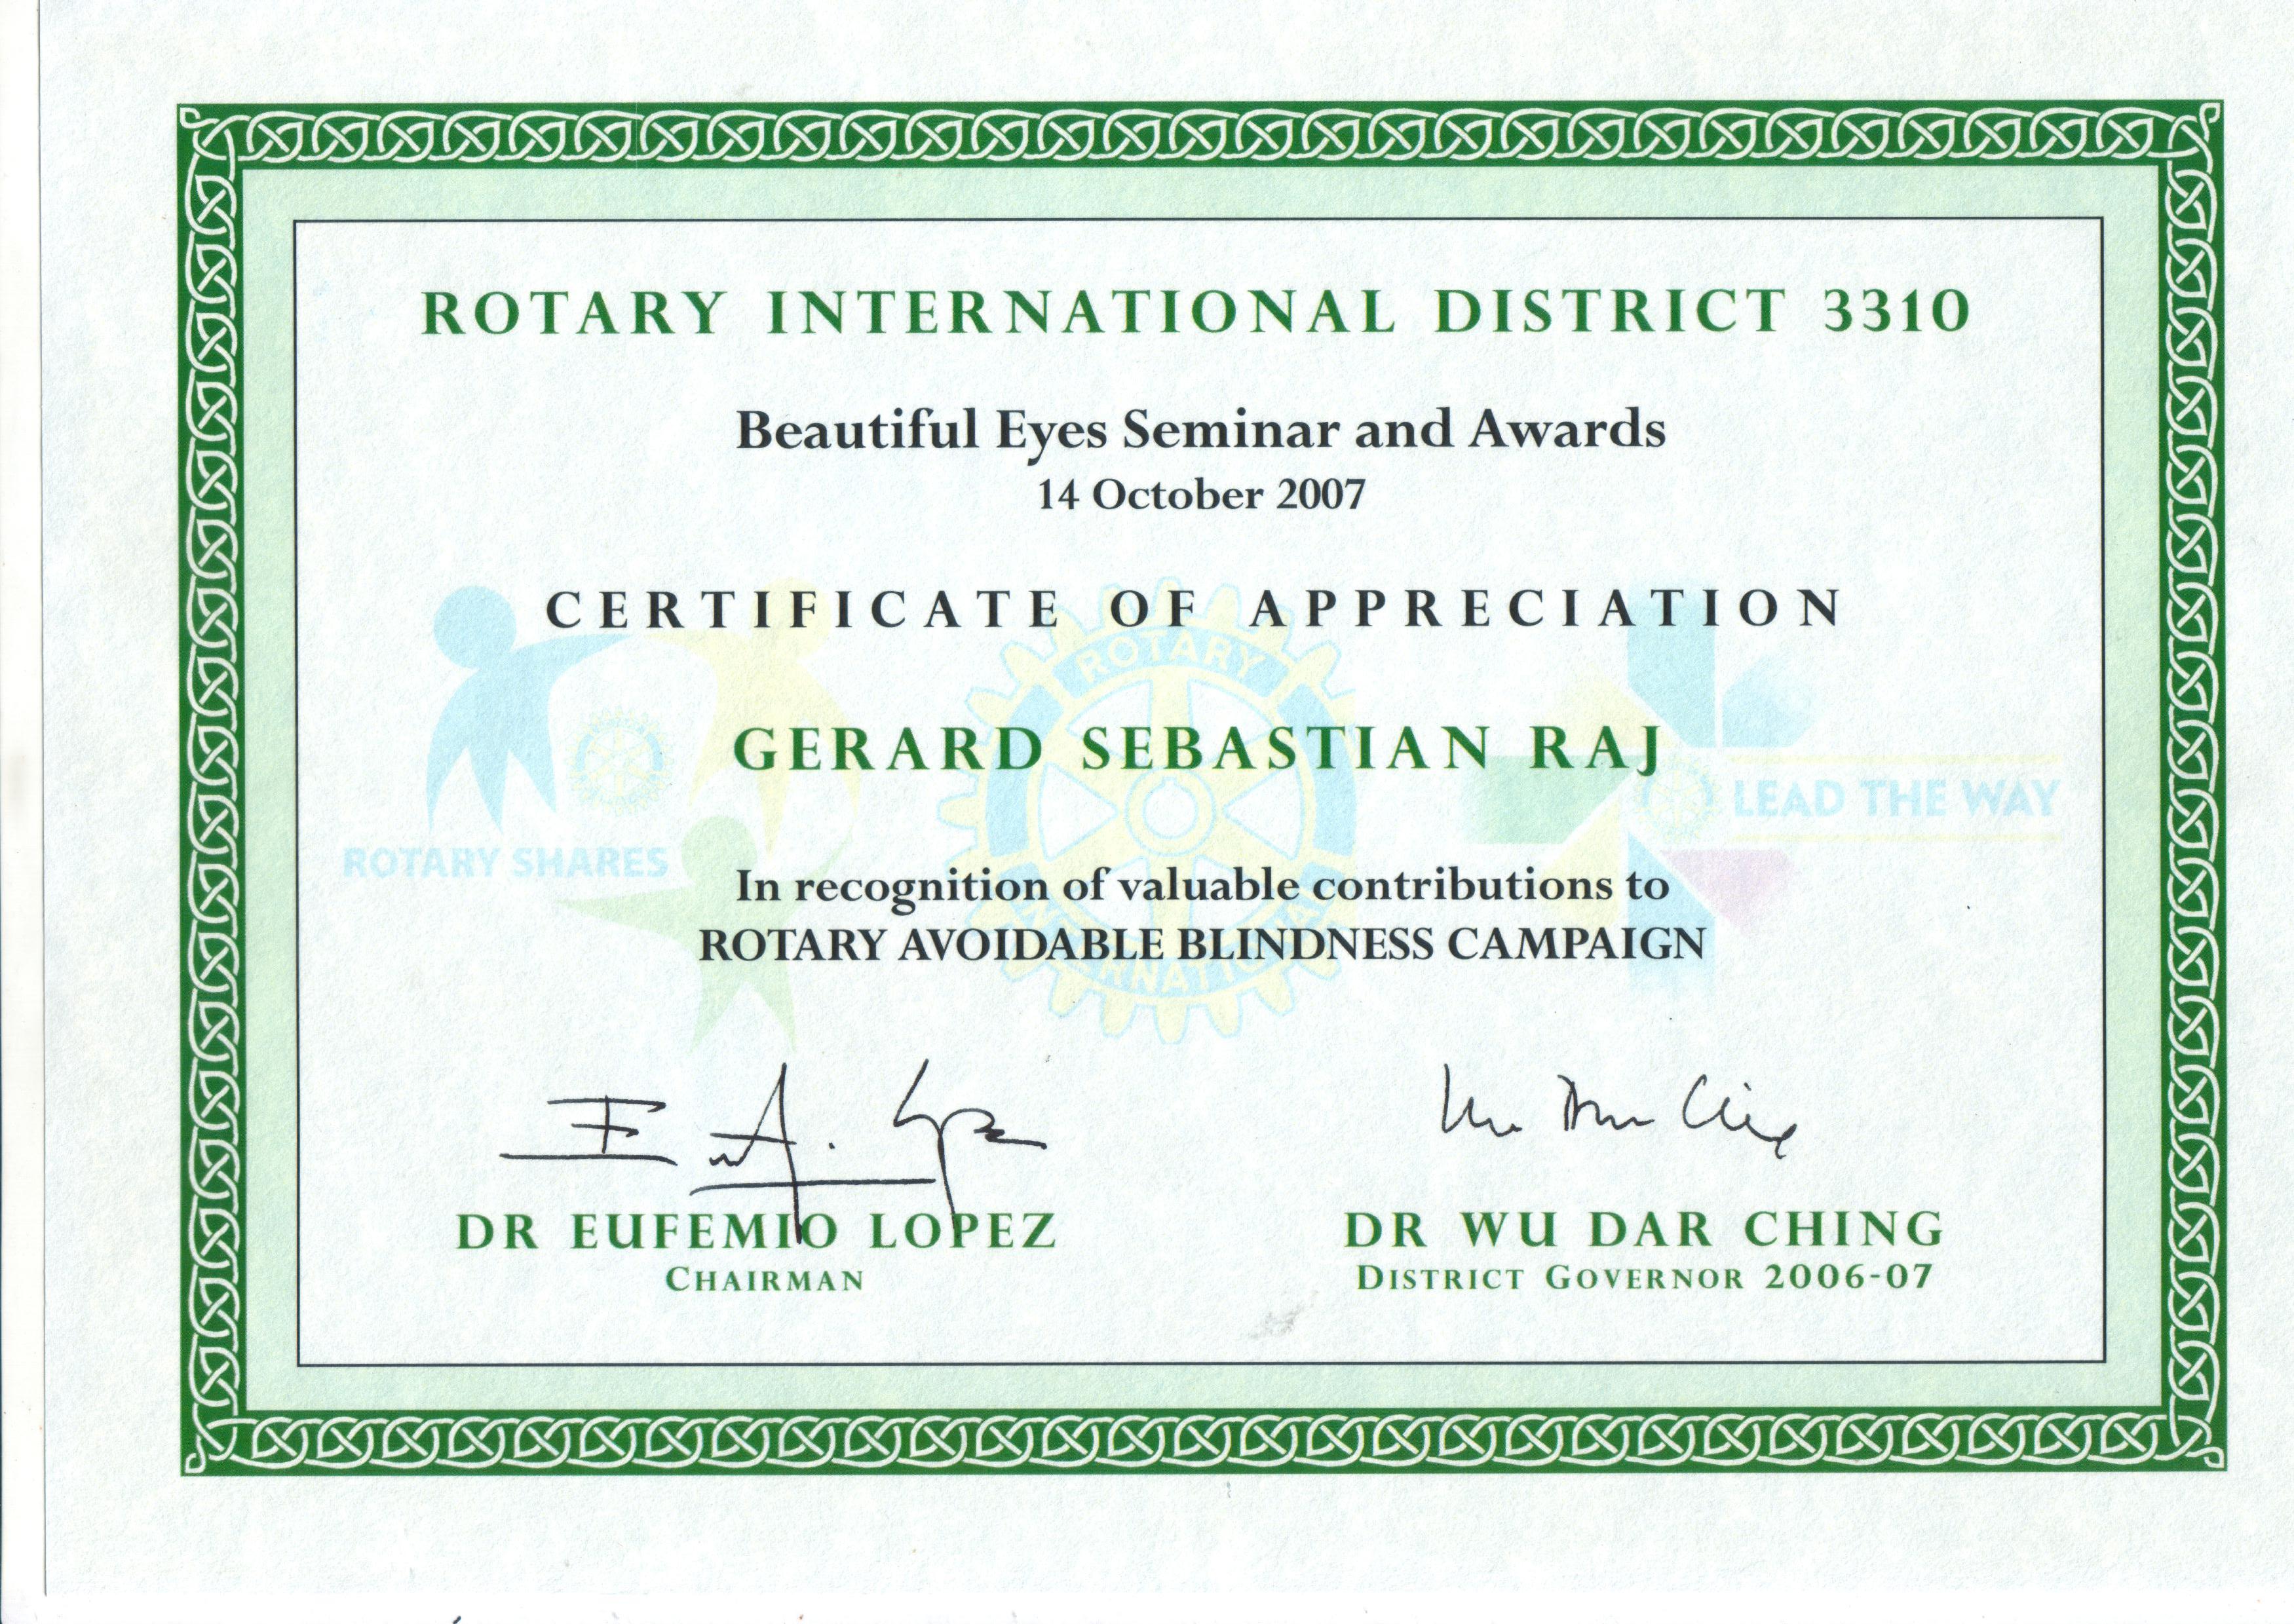 ROTARY INTERNATIONAL DISTRICT 3310
Beautiful Eyes Seminar and Awards
14 October 2007
CERTIFICATE OF APPRECIATION
ROTARY
GERARD SEBASTIAN RAJ
LEAD THE WAY
ROTARY SHARES
In recognition of valuable contributions to
ROTARY AVOIDABLE BLINDNESS CAMPAIGN
INTERNATIONAL
DR EUFEMIO LOPEZ
CHAIRMAN
DR WU DAR CHING
DISTRICT GOVERNOR 2006-07